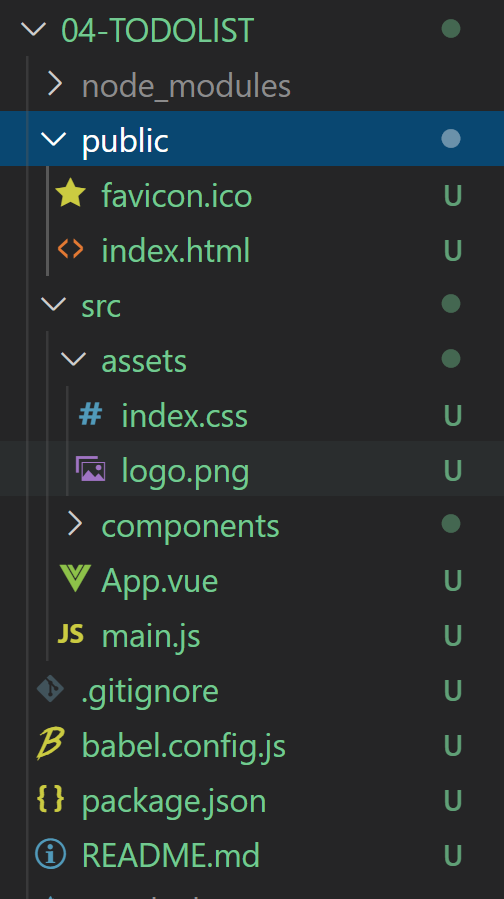 04-TODOLIST
node_modules
public
favicon.ico U
index.html U
src
assets
# index.css U
logo.png U
components
App.vue U
JS main.js U
.gitignore U
B babel.config.js U
{} package.json U
README.md U